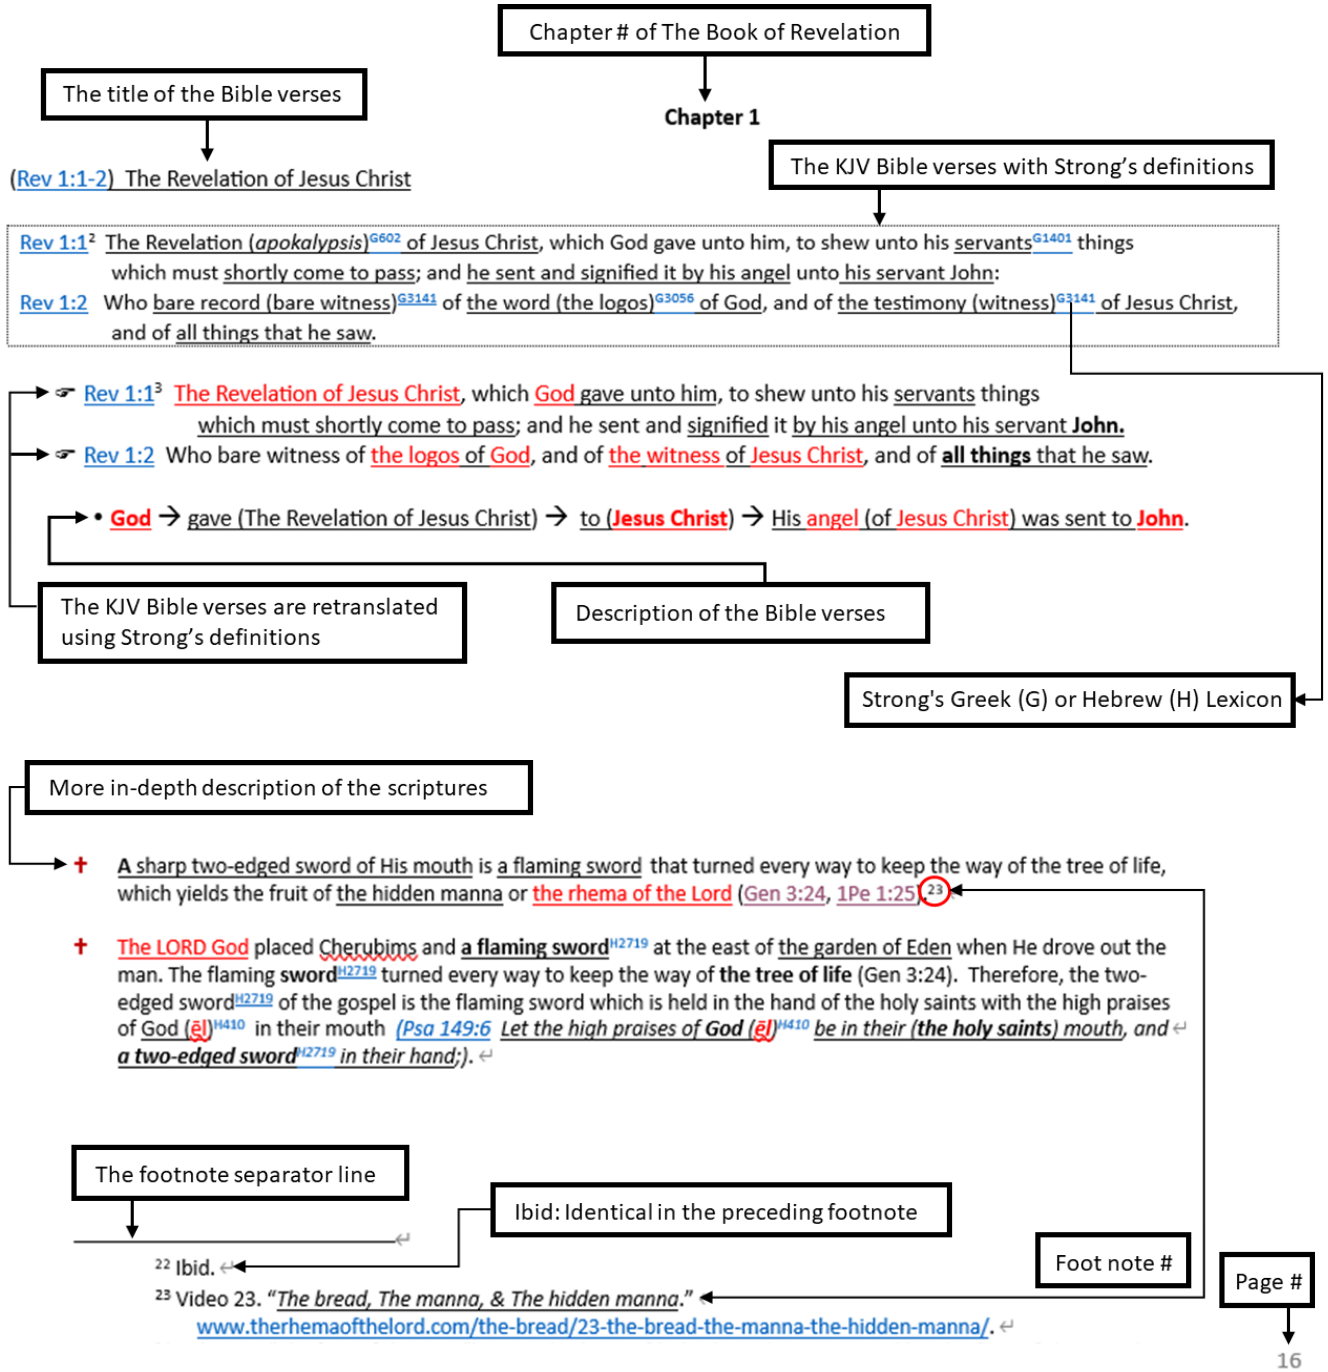 Chapter # of The Book of Revelation
The title of the Bible verses
Chapter 1
The KJV Bible verses with Strong's definitions
(Rev 1:1-2)  The Revelation of Jesus Christ
Rev 1:1²  The Revelation (apokalypsis)G602 of Jesus Christ, which God gave unto him, to shew unto his servantsG1401 things
which must shortly come to pass; and he sent and signified it by his angel unto his servant John:
Rev 1:2  Who bare record (bare witness)G3141 of the word (the logos)G3056 of God, and of the testimony (witness)G3141 of Jesus Christ,
and of all things that he saw.
☞ Rev 1:1³  The Revelation of Jesus Christ, which God gave unto him, to shew unto his servants things
which must shortly come to pass; and he sent and signified it by his angel unto his servant John.
☞ Rev 1:2  Who bare witness of the logos of God, and of the witness of Jesus Christ, and of all things that he saw.
• God → gave (The Revelation of Jesus Christ) → to (Jesus Christ) → His angel (of Jesus Christ) was sent to John.
The KJV Bible verses are retranslated
using Strong's definitions
Description of the Bible verses
Strong's Greek (G) or Hebrew (H) Lexicon
More in-depth description of the scriptures
✝ A sharp two-edged sword of His mouth is a flaming sword that turned every way to keep the way of the tree of life,
which yields the fruit of the hidden manna or the rhema of the Lord (Gen 3:24, 1Pe 1:25).²³
✝ The LORD God placed Cherubims and a flaming swordH2719 at the east of the garden of Eden when He drove out the
man. The flaming swordH2719 turned every way to keep the way of the tree of life (Gen 3:24).  Therefore, the two-
edged swordH2719 of the gospel is the flaming sword which is held in the hand of the holy saints with the high praises
of God (ēl)H410 in their mouth (Psa 149:6  Let the high praises of God (ēl)H410 be in their (the holy saints) mouth, and ↵
a two-edged swordH2719 in their hand;). ↵
The footnote separator line
Ibid: Identical in the preceding footnote
↵
Foot note #
Page #
²² Ibid. ↵
²³ Video 23. "The bread, The manna, & The hidden manna."
www.therhemaofthelord.com/the-bread/23-the-bread-the-manna-the-hidden-manna/. ↵
16